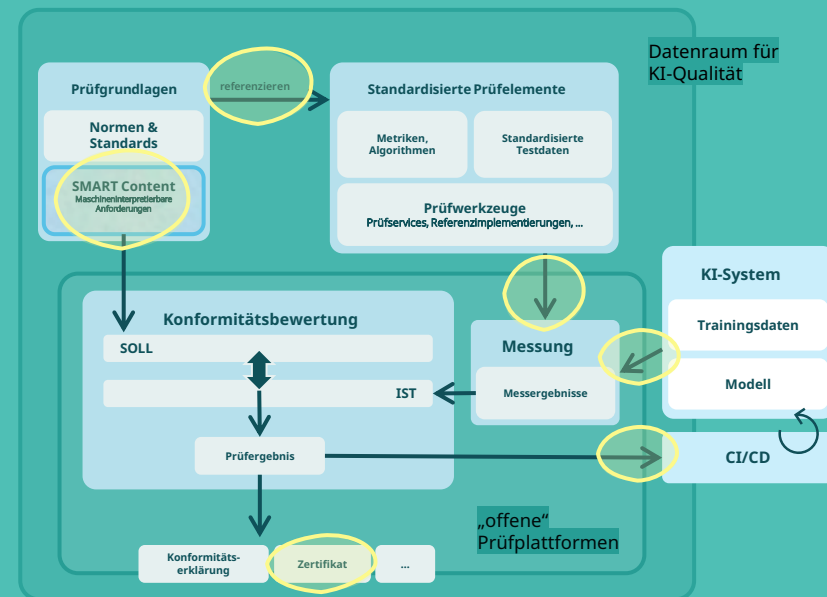 Datenraum für
KI-Qualität
Prüfgrundlagen
referenzieren
Standardisierte Prüfelemente
Normen &
Standards
SMART Content
Maschineninterpretierbare
Anforderungen
Metriken,
Algorithmen
Standardisierte
Testdaten
Prüfwerkzeuge
Prüfservices, Referenzimplementierungen, ...
KI-System
Trainingsdaten
Modell
CI/CD
Konformitätsbewertung
SOLL
IST
Messung
Messergebnisse
Prüfergebnis
„offene“
Prüfplattformen
Konformitäts-
erklärung
Zertifikat
...